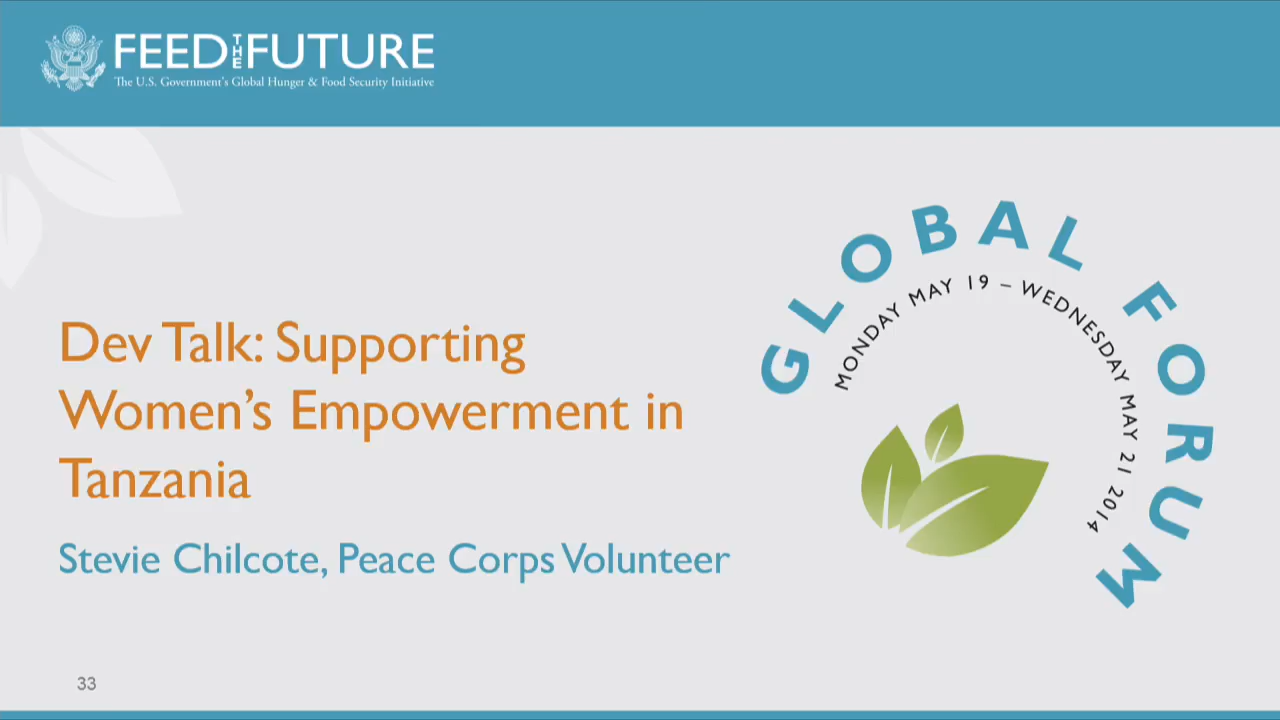 FEED THE FUTURE
The U.S. Government's Global Hunger & Food Security Initiative
GLOBAL FORUM
MONDAY MAY 19 – WEDNESDAY MAY 21 2014
Dev Talk: Supporting
Women's Empowerment in
Tanzania
Stevie Chilcote, Peace Corps Volunteer
33